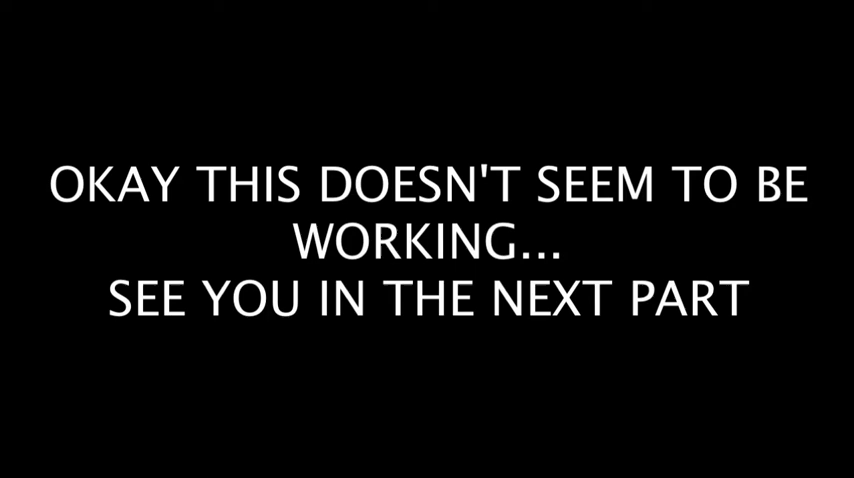 OKAY THIS DOESN'T SEEM TO BE
WORKING...
SEE YOU IN THE NEXT PART